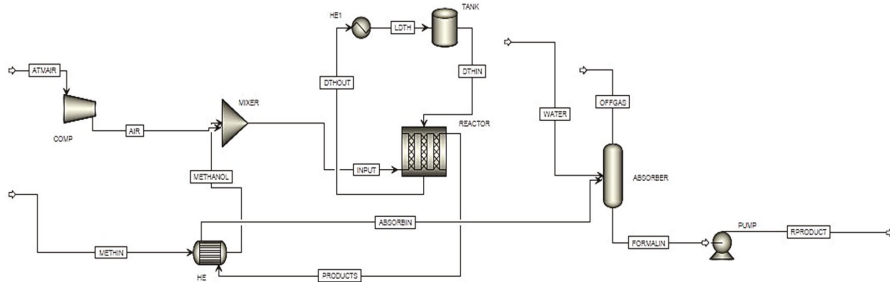 HE1
LDTH
TANK
ATMAIR
DTHOUT
DTHIN
OFFGAS
MIXER
WATER
COMP
AIR
REACTOR
METHANOL
INPUT
ABSORBER
ABSORBIN
PUMP
RPRODUCT
METHIN
FORMALIN
HE
PRODUCTS